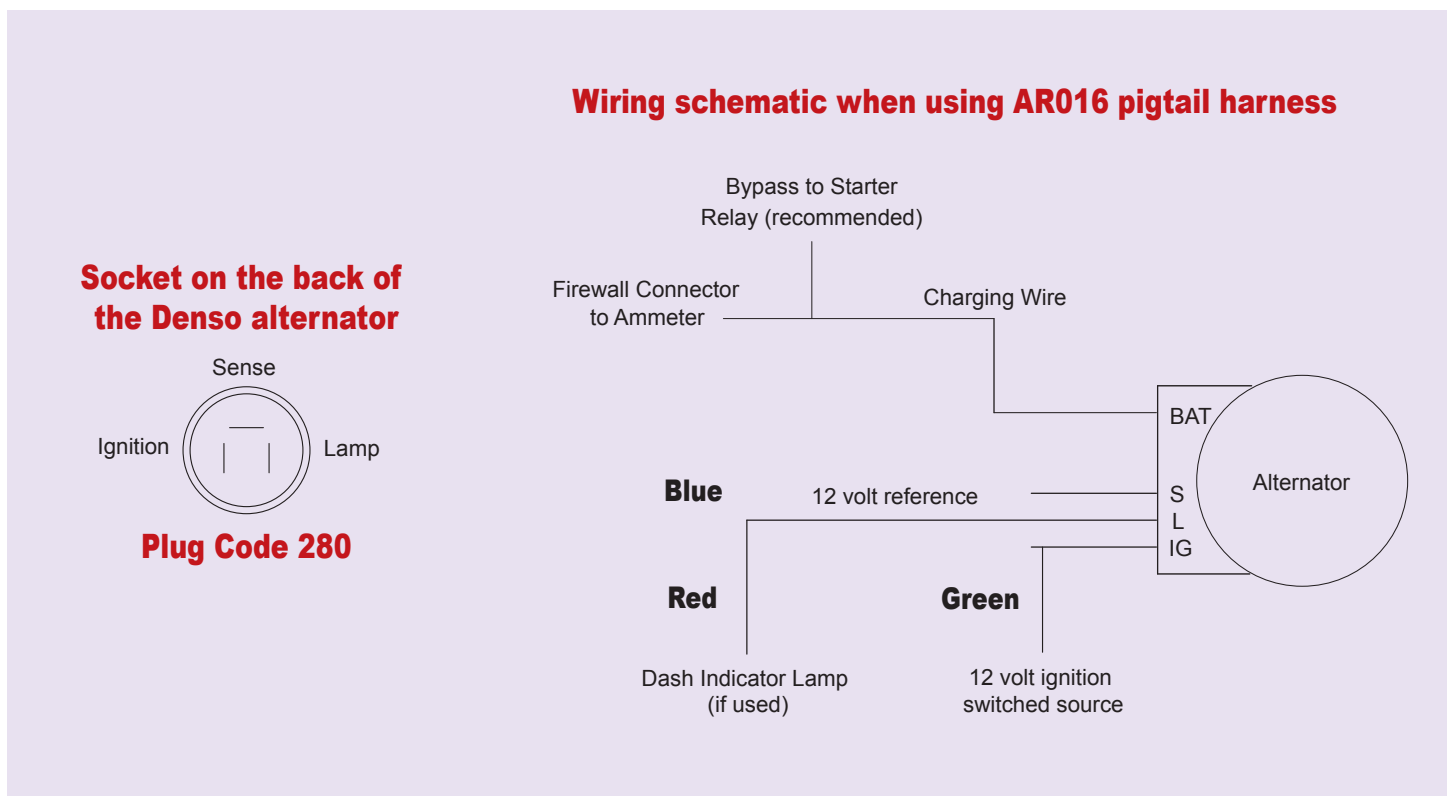 Wiring schematic when using AR016 pigtail harness
Bypass to Starter
Relay (recommended)
Firewall Connector
to Ammeter
Charging Wire
Socket on the back of
the Denso alternator
Sense
Ignition
Lamp
Plug Code 280
BAT
Blue
12 volt reference
S
L
IG
Alternator
Red
Green
Dash Indicator Lamp
(if used)
12 volt ignition
switched source